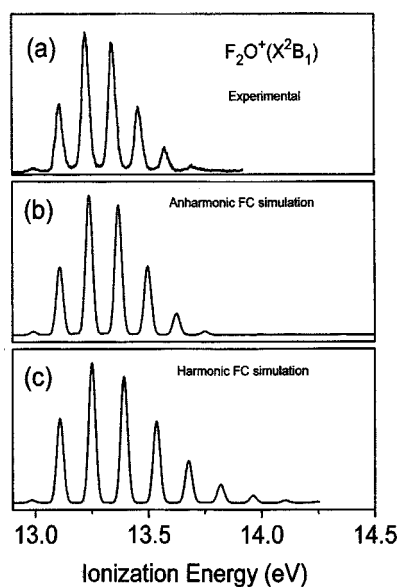 (a)
F₂O⁺(X²B₁)
Experimental
(b)
Anharmonic FC simulation
(c)
Harmonic FC simulation
13.0 13.5 14.0 14.5
Ionization Energy (eV)